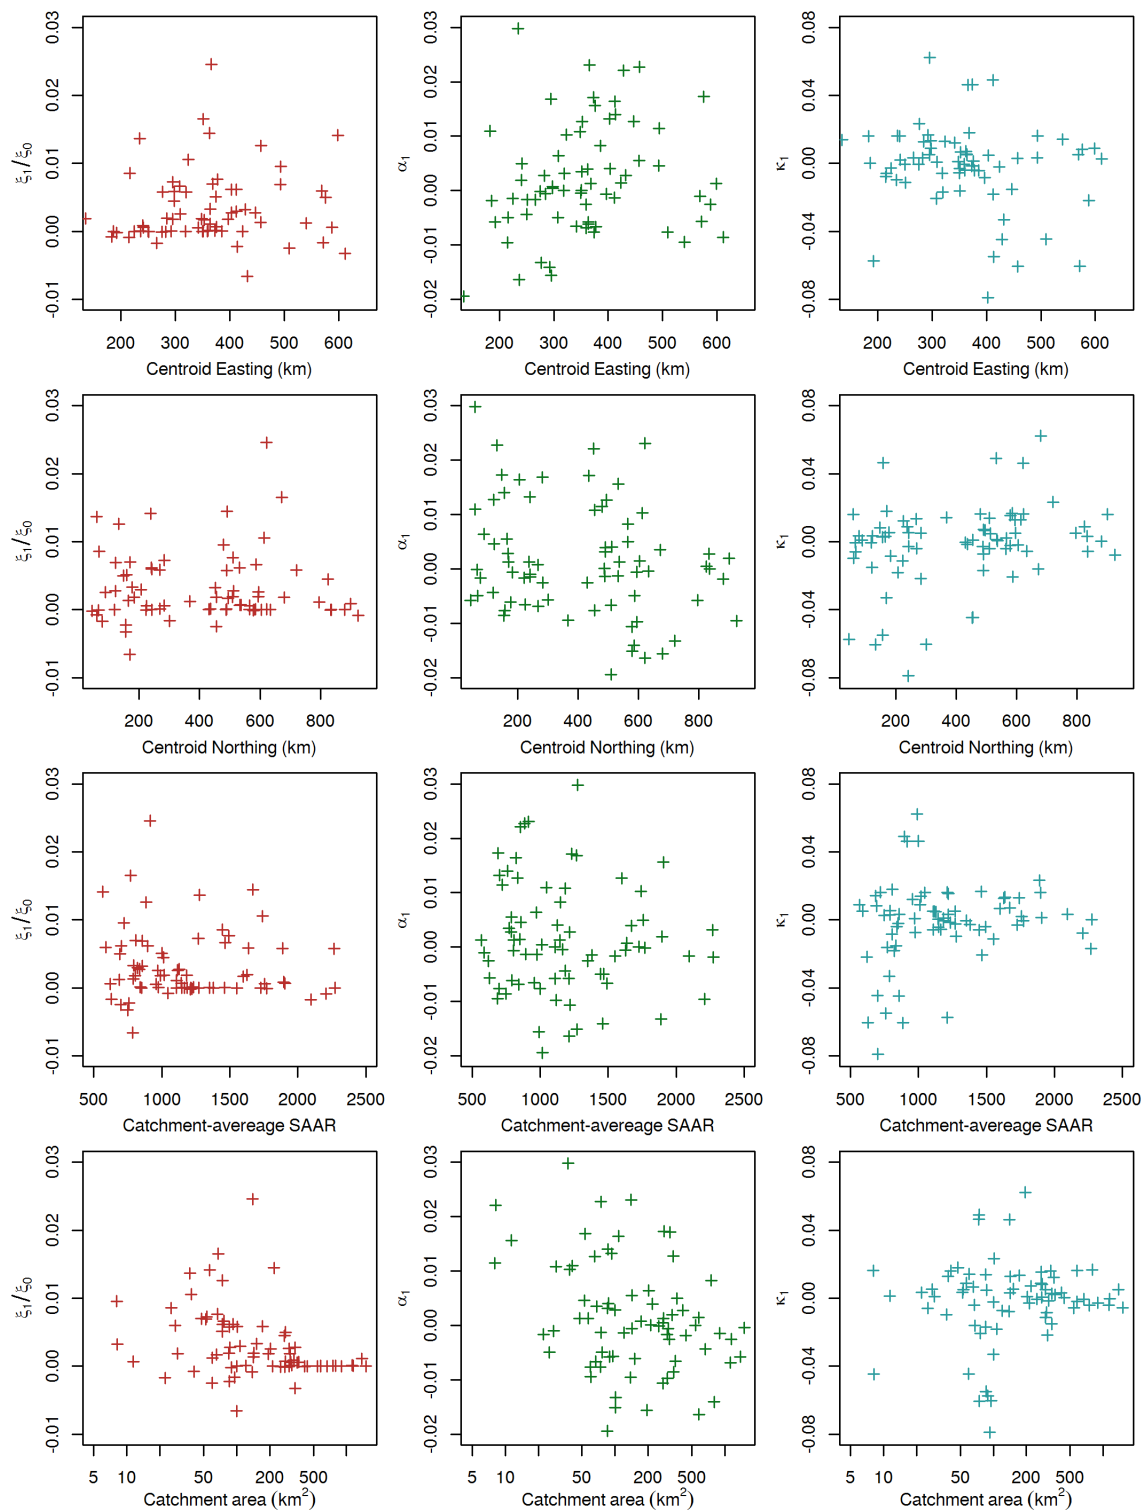 ξ1/ξ0
-0.01 0.00 0.01 0.02 0.03
200 300 400 500 600
Centroid Easting (km)
α1
-0.02 -0.01 0.00 0.01 0.02 0.03
200 300 400 500 600
Centroid Easting (km)
κ1
-0.08 -0.04 0.00 0.04 0.08
200 300 400 500 600
Centroid Easting (km)
ξ1/ξ0
-0.01 0.00 0.01 0.02 0.03
200 400 600 800
Centroid Northing (km)
α1
-0.02 -0.01 0.00 0.01 0.02 0.03
200 400 600 800
Centroid Northing (km)
κ1
-0.08 -0.04 0.00 0.04 0.08
200 400 600 800
Centroid Northing (km)
ξ1/ξ0
-0.01 0.00 0.01 0.02 0.03
500 1000 1500 2000 2500
Catchment-avereage SAAR
α1
-0.02 -0.01 0.00 0.01 0.02 0.03
500 1000 1500 2000 2500
Catchment-avereage SAAR
κ1
-0.08 -0.04 0.00 0.04 0.08
500 1000 1500 2000 2500
Catchment-avereage SAAR
ξ1/ξ0
-0.01 0.00 0.01 0.02 0.03
5 10 50 200 500
Catchment area (km²)
α1
-0.02 -0.01 0.00 0.01 0.02 0.03
5 10 50 200 500
Catchment area (km²)
κ1
-0.08 -0.04 0.00 0.04 0.08
5 10 50 200 500
Catchment area (km²)